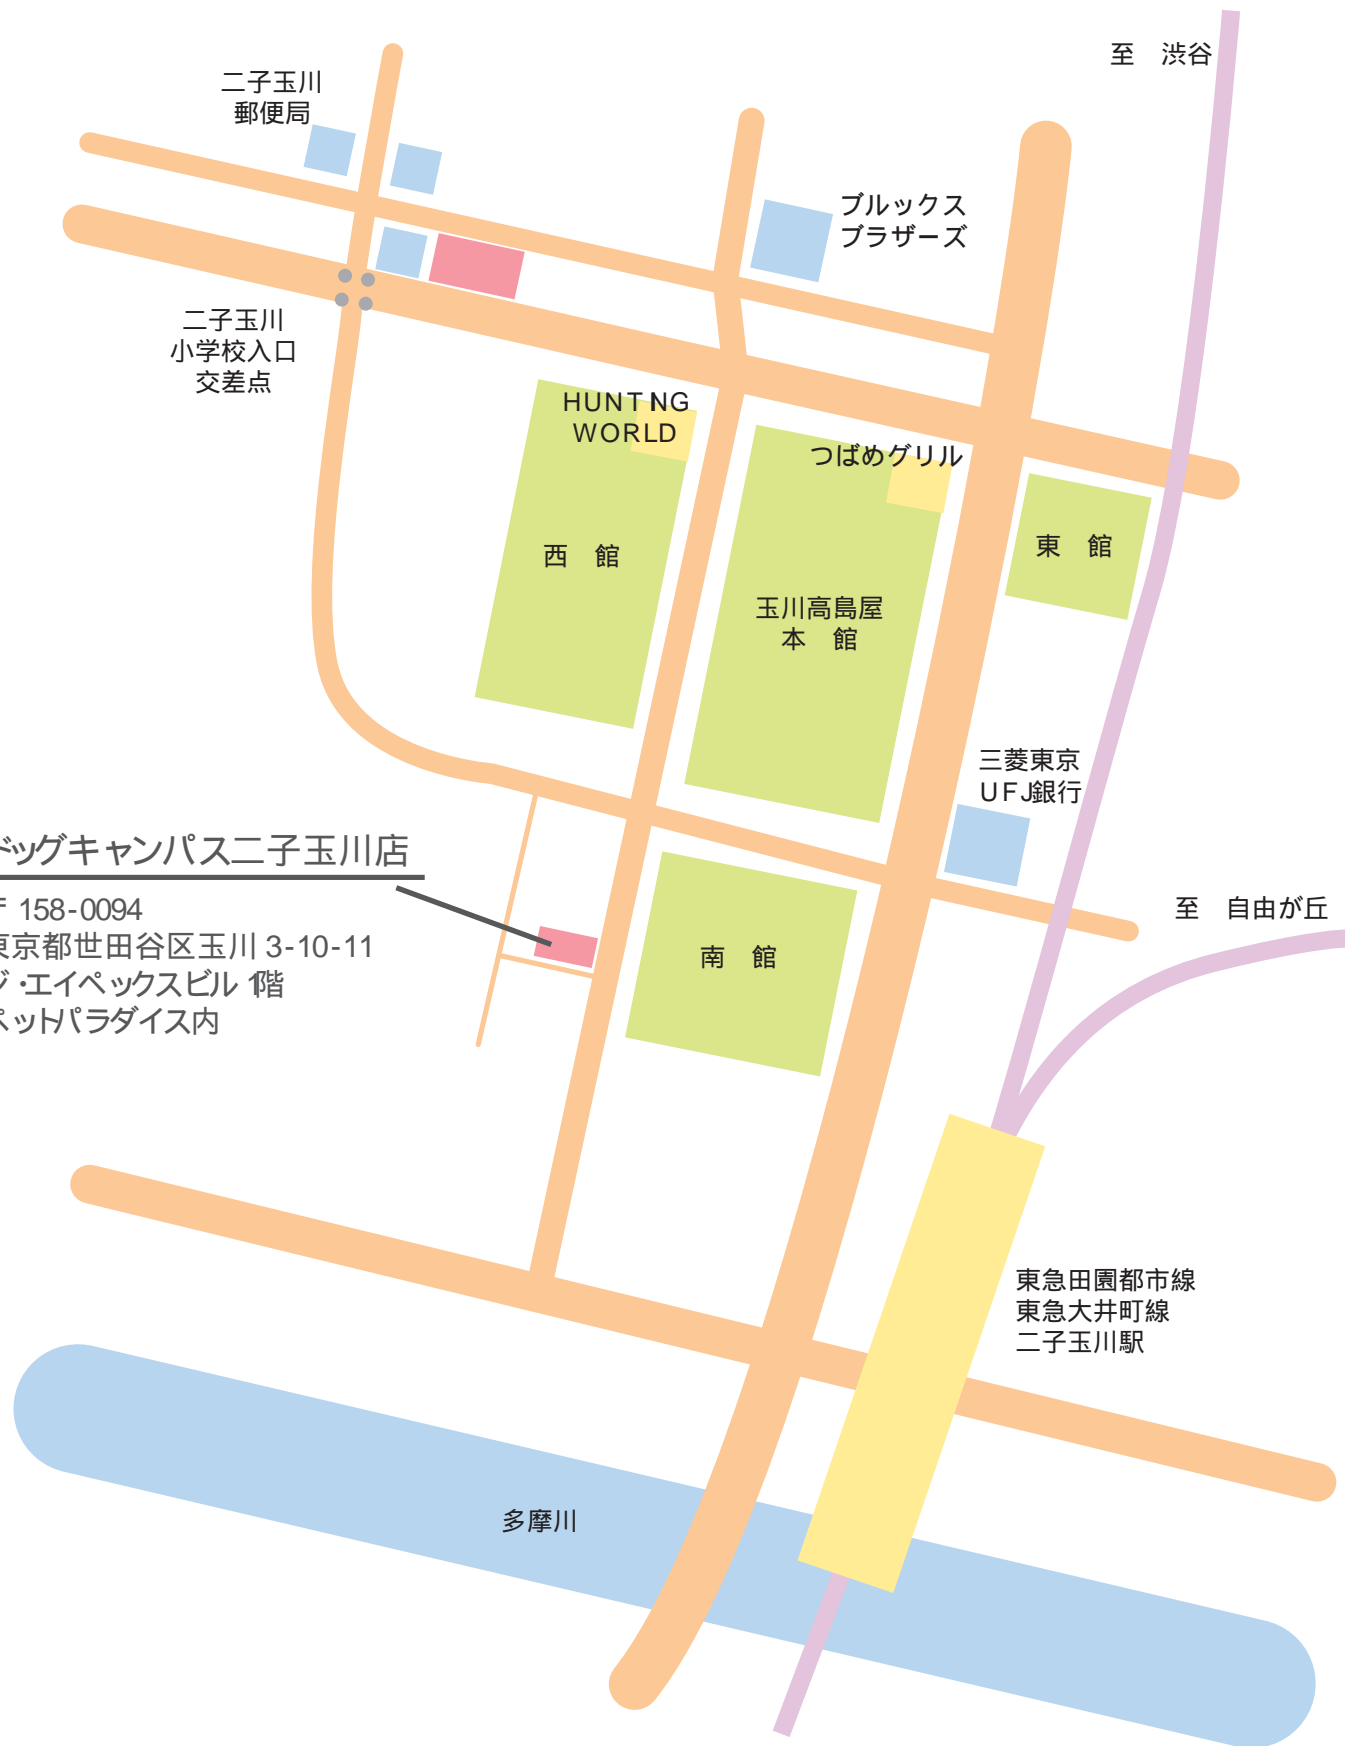 至　渋谷
二子玉川
郵便局
ブルックス
ブラザーズ
二子玉川
小学校入口
交差点
HUNTING
WORLD
つばめグリル
西　館
東　館
玉川高島屋
本　館
三菱東京
UFJ銀行
ドッグキャンパス二子玉川店
〒158-0094
東京都世田谷区玉川 3-10-11
ジ・エイペックスビル 1階
ペットパラダイス内
至　自由が丘
南　館
東急田園都市線
東急大井町線
二子玉川駅
多摩川